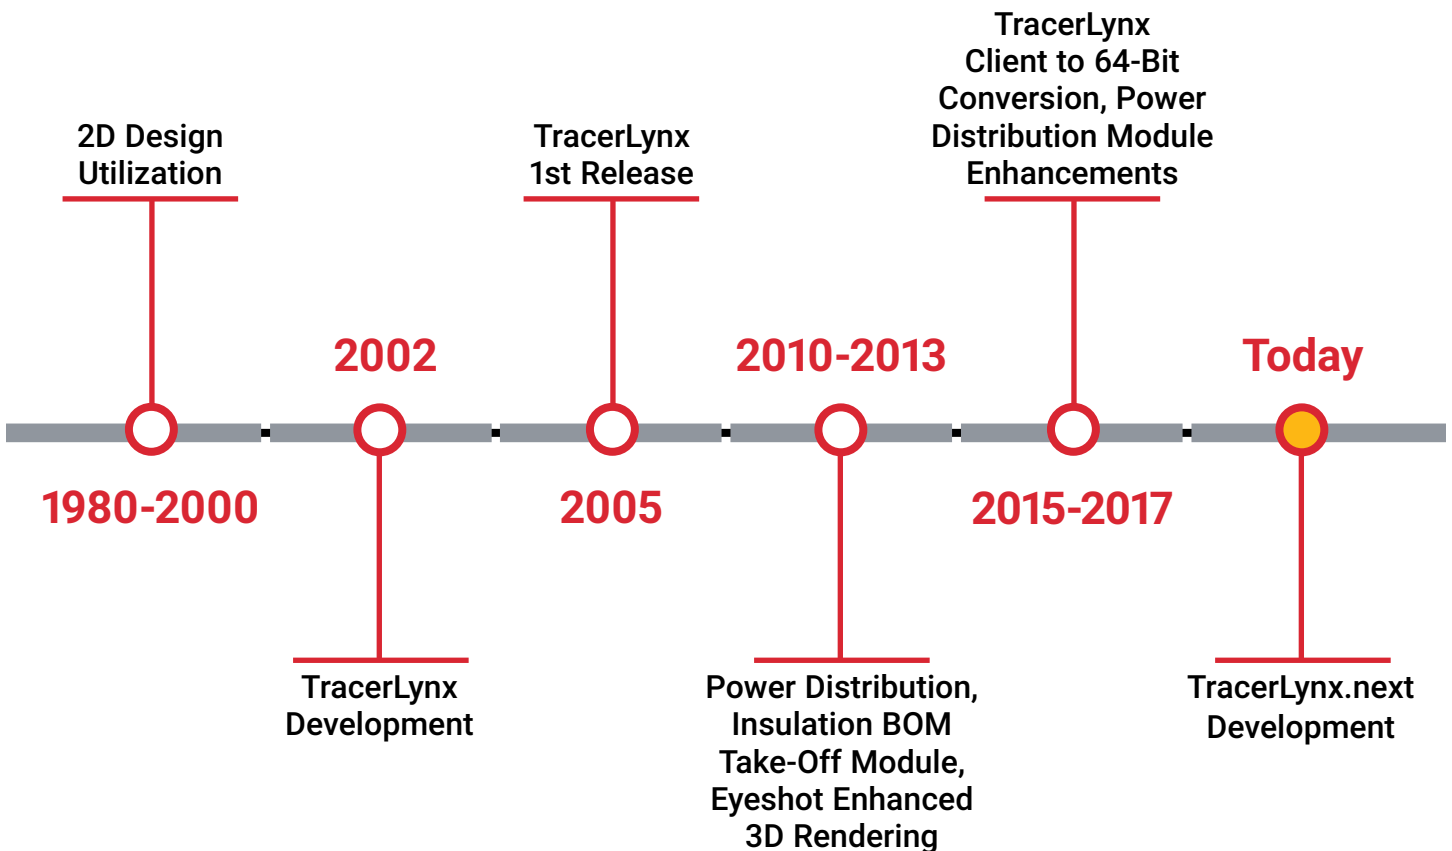 2D Design
Utilization
1980-2000
2002
TracerLynx
Development
TracerLynx
1st Release
2005
2010-2013
Power Distribution,
Insulation BOM
Take-Off Module,
Eyeshot Enhanced
3D Rendering
TracerLynx
Client to 64-Bit
Conversion, Power
Distribution Module
Enhancements
2015-2017
Today
TracerLynx.next
Development